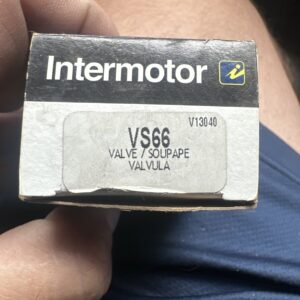 Intermotor i
V13040
VS66
VALVE / SOUPAPE
VALVULA